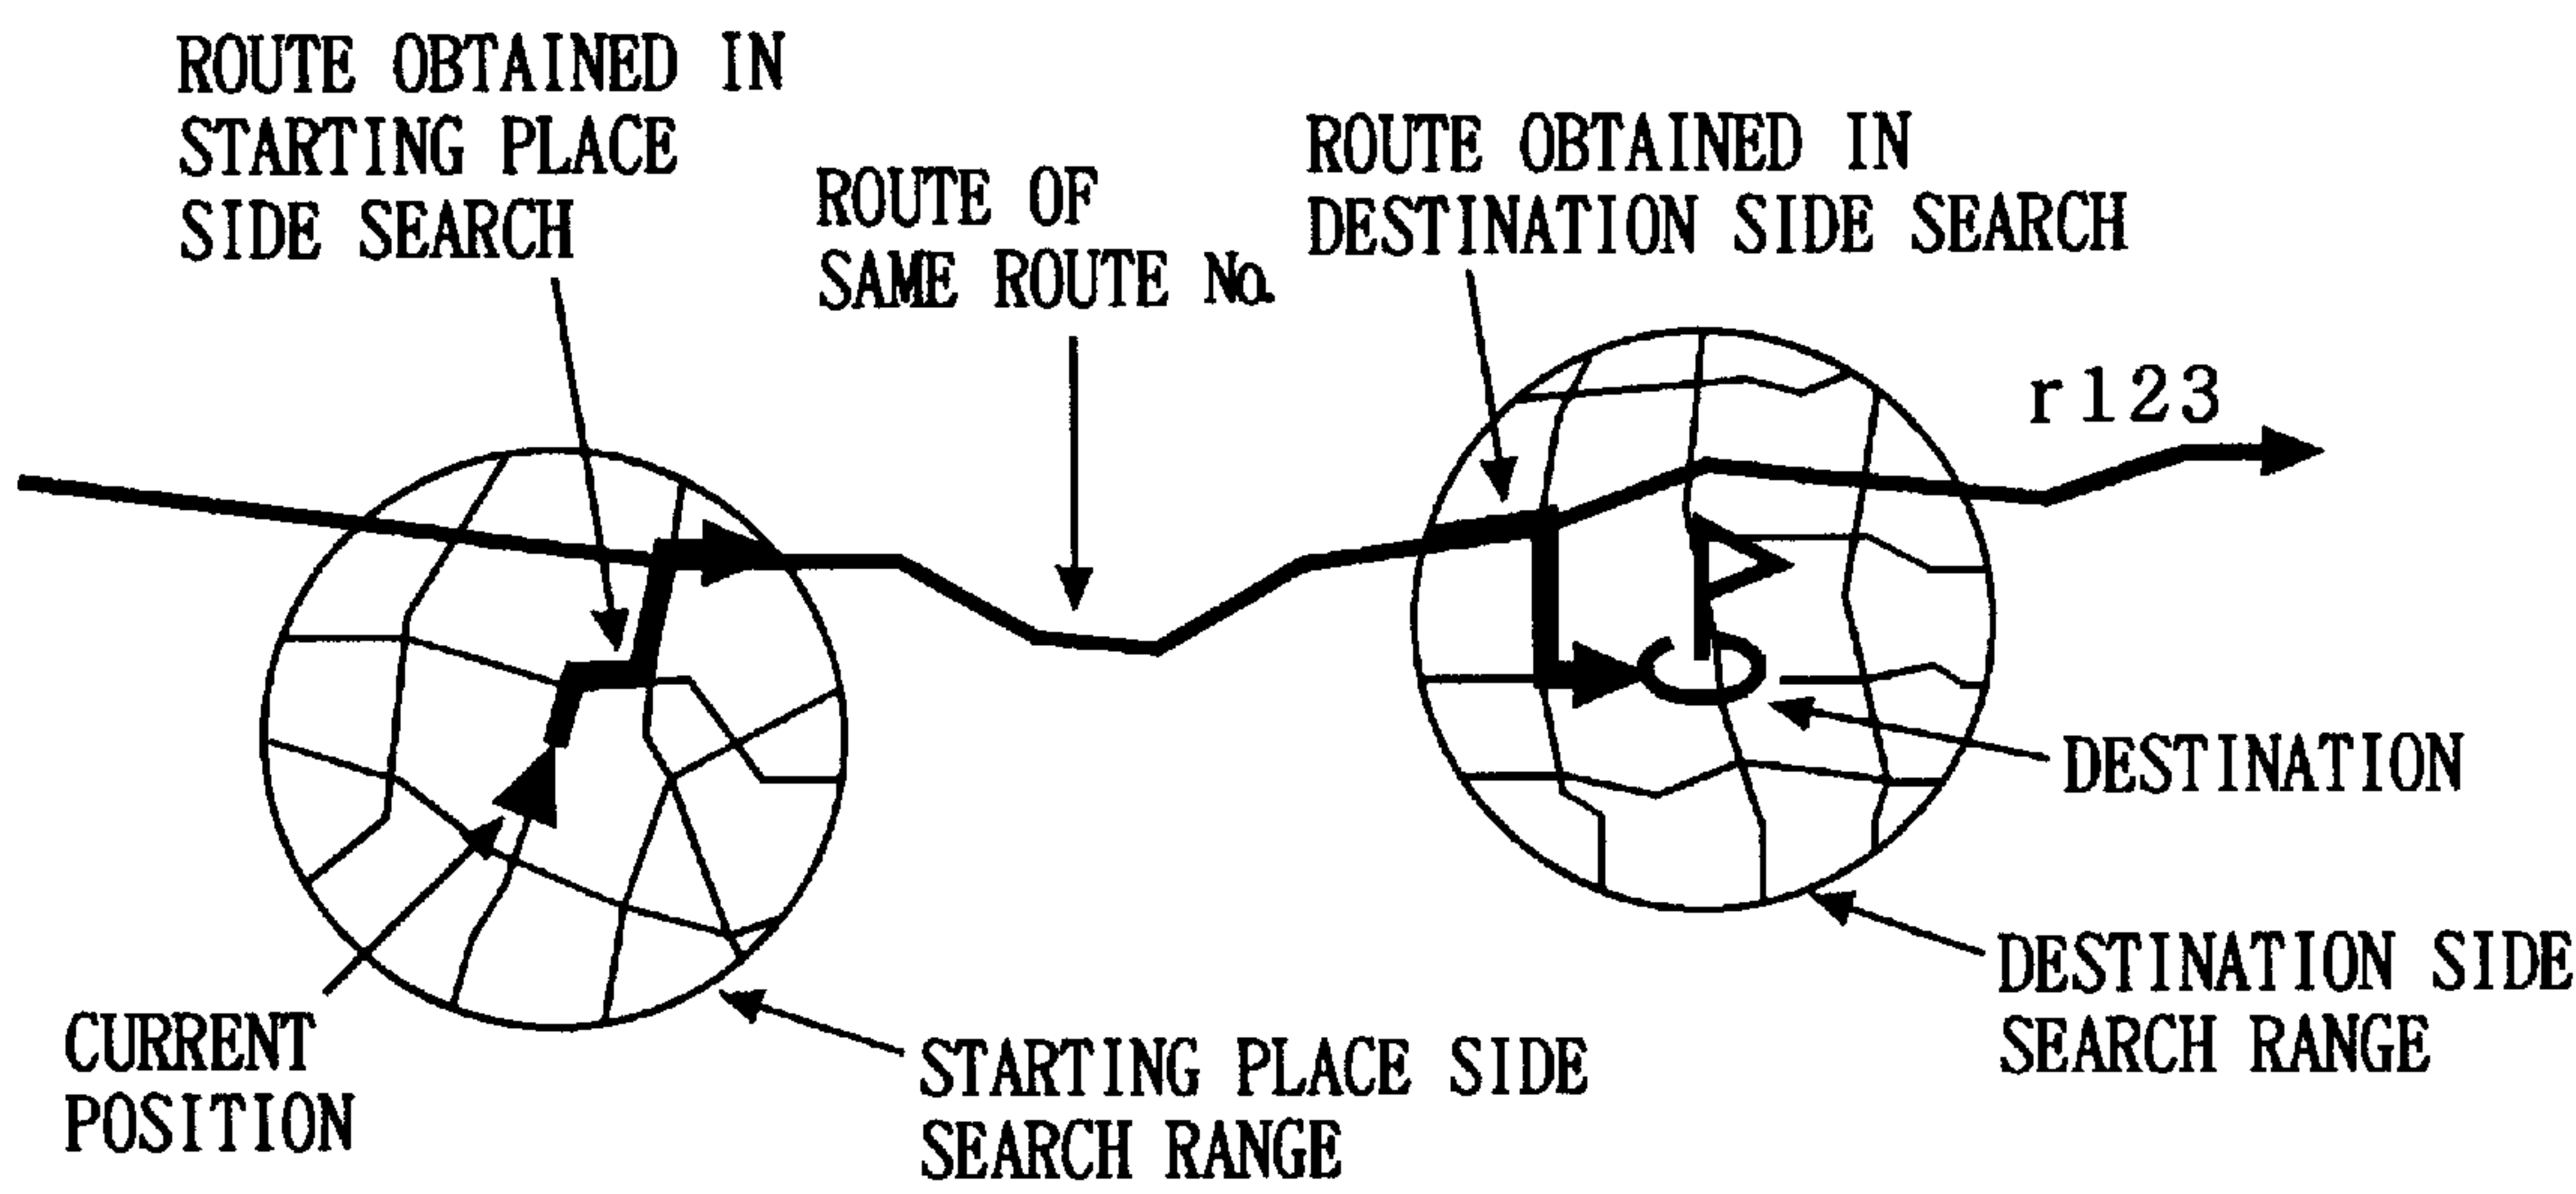 ROUTE OBTAINED IN
STARTING PLACE
SIDE SEARCH
ROUTE OF
SAME ROUTE No.
ROUTE OBTAINED IN
DESTINATION SIDE SEARCH
r123
DESTINATION
DESTINATION SIDE
SEARCH RANGE
STARTING PLACE SIDE
SEARCH RANGE
CURRENT
POSITION